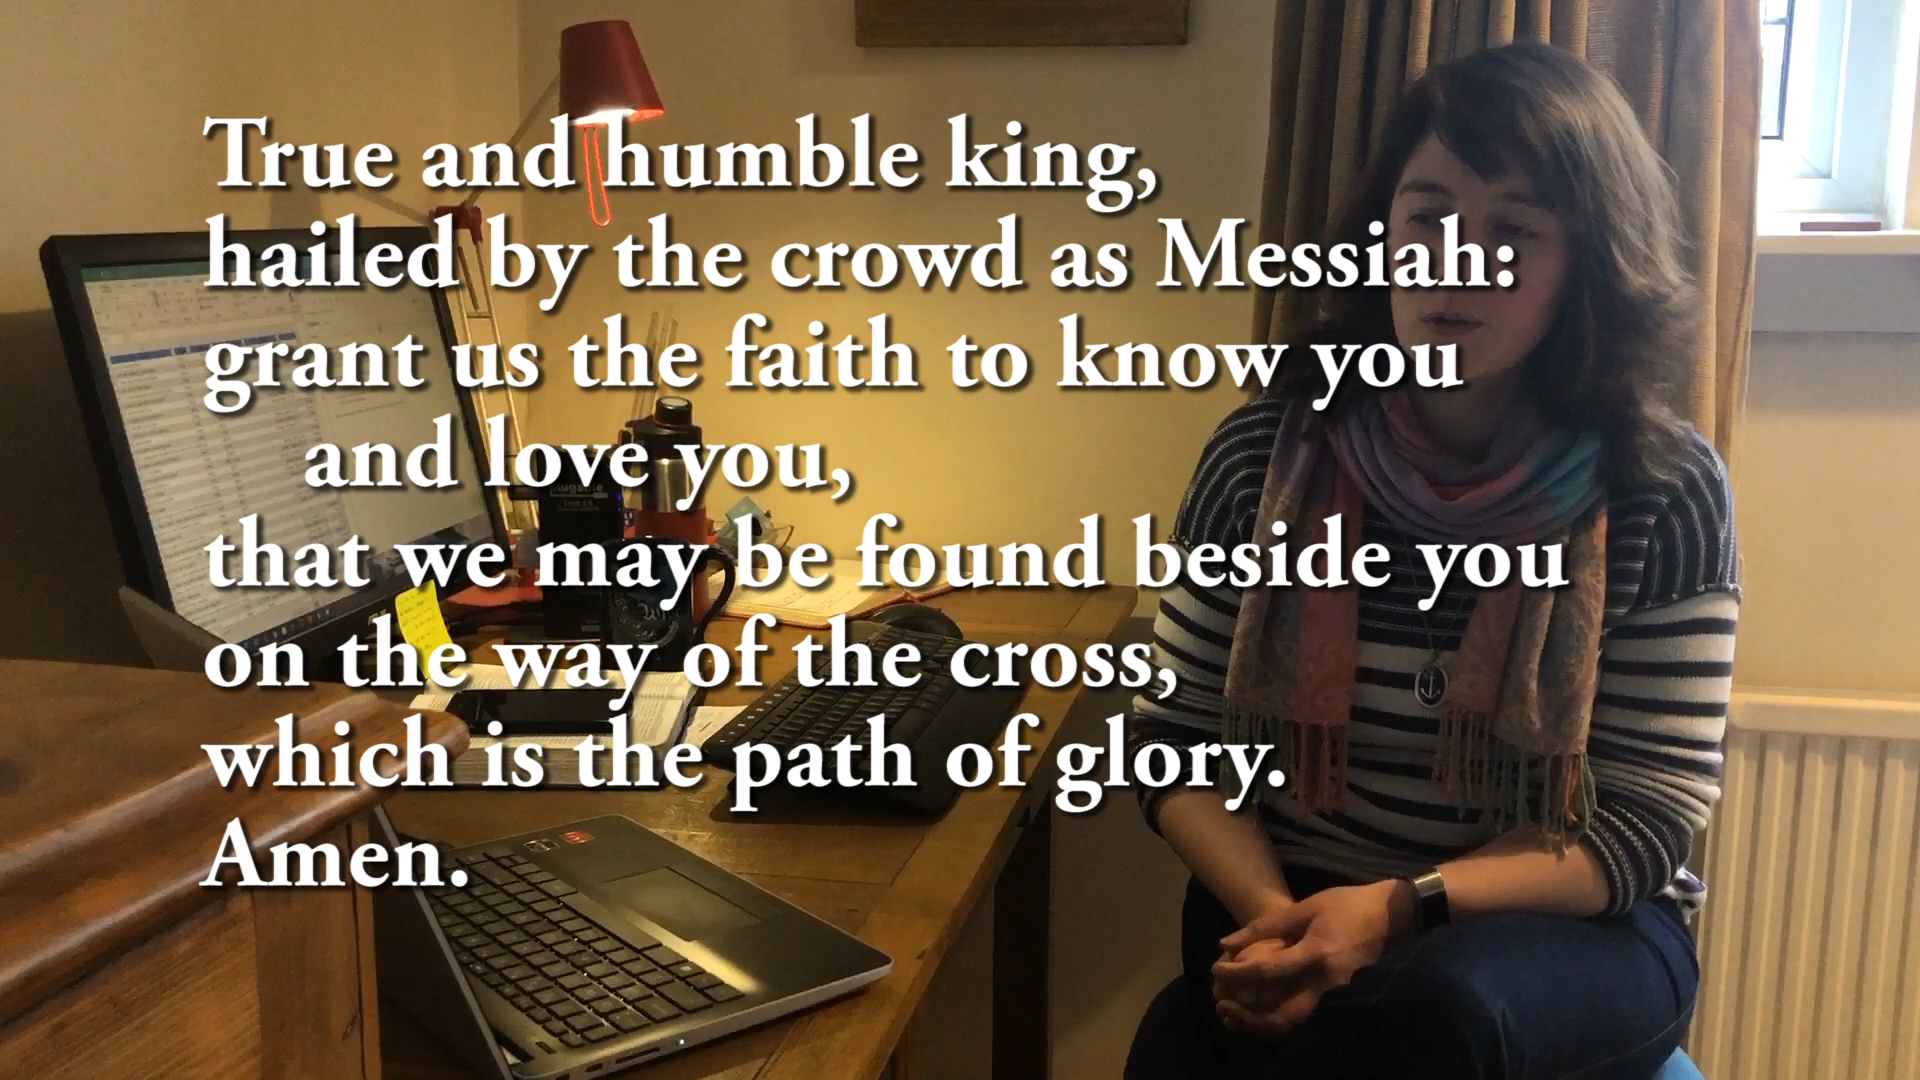 True and humble king,
hailed by the crowd as Messiah:
grant us the faith to know you
and love you,
that we may be found beside you
on the way of the cross,
which is the path of glory.
Amen.